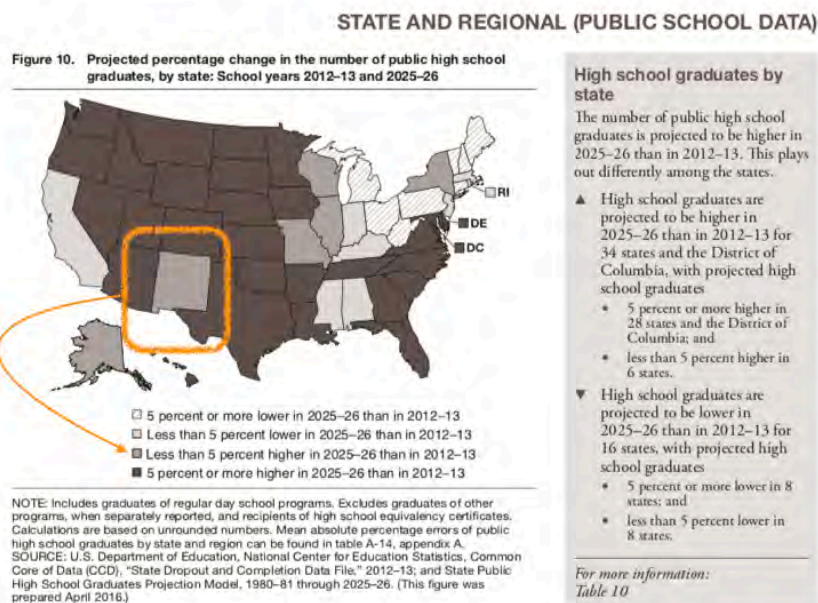 STATE AND REGIONAL (PUBLIC SCHOOL DATA)
Figure 10. Projected percentage change in the number of public high school
graduates, by state: School years 2012–13 and 2025–26
RI
DE
DC
5 percent or more lower in 2025–26 than in 2012–13
Less than 5 percent lower in 2025–26 than in 2012–13
Less than 5 percent higher in 2025–26 than in 2012–13
5 percent or more higher in 2025–26 than in 2012–13
NOTE: Includes graduates of regular day school programs. Excludes graduates of other
programs, when separately reported, and recipients of high school equivalency certificates.
Calculations are based on unrounded numbers. Mean absolute percentage errors of public
high school graduates by state and region can be found in table A-14, appendix A.
SOURCE: U.S. Department of Education, National Center for Education Statistics, Common
Core of Data (CCD), "State Dropout and Completion Data File," 2012–13; and State Public
High School Graduates Projection Model, 1980–81 through 2025–26. (This figure was
prepared April 2016.)
High school graduates by
state
The number of public high school
graduates is projected to be higher in
2025–26 than in 2012–13. This plays
out differently among the states.
▲ High school graduates are
projected to be higher in
2025–26 than in 2012–13 for
34 states and the District of
Columbia, with projected high
school graduates
• 5 percent or more higher in
28 states and the District of
Columbia; and
• less than 5 percent higher in
6 states.
▼ High school graduates are
projected to be lower in
2025–26 than in 2012–13 for
16 states, with projected high
school graduates
• 5 percent or more lower in 8
states; and
• less than 5 percent lower in
8 states.
For more information:
Table 10